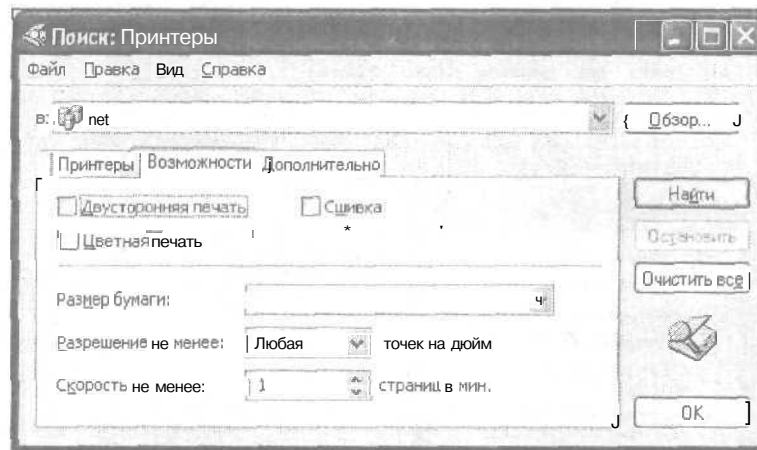 Поиск: Принтеры
Файл Правка Вид Справка
в: net Обзор...
Принтеры Возможности Дополнительно
Двусторонняя печать Сшивка
Цветная печать
Размер бумаги:
Разрешение не менее: Любая точек на дюйм
Скорость не менее: 1 страниц в мин.
Найти
Остановить
Очистить все
OK